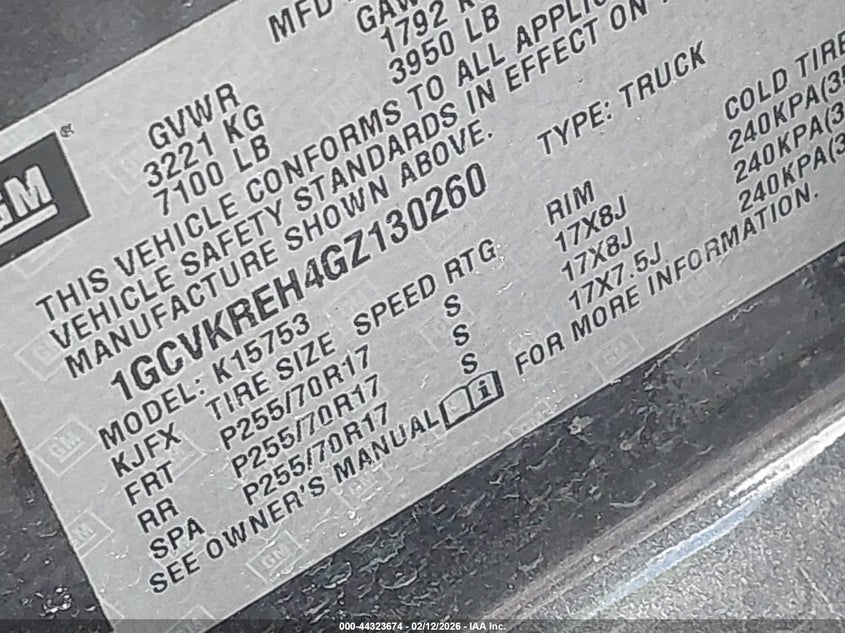 MFD
GVWR
3221 KG
7100 LB
1792
3950 LB
THIS VEHICLE CONFORMS TO ALL
VEHICLE SAFETY STANDARDS IN EFFECT ON
MANUFACTURE SHOWN ABOVE.
1GCVKREH4GZ130260 TYPE: TRUCK
MODEL: K15753
KJFX TIRE SIZE SPEED RTG RIM COLD TIRE
FRT P255/70R17 S 17X8J 240KPA(
RR P255/70R17 S 17X8J 240KPA(
SPA P255/70R17 S 17X7.5J 240KPA(
SEE OWNER'S MANUAL FOR MORE INFORMATION.
GM®
000-44323674 - 02/12/2026 - IAA Inc.